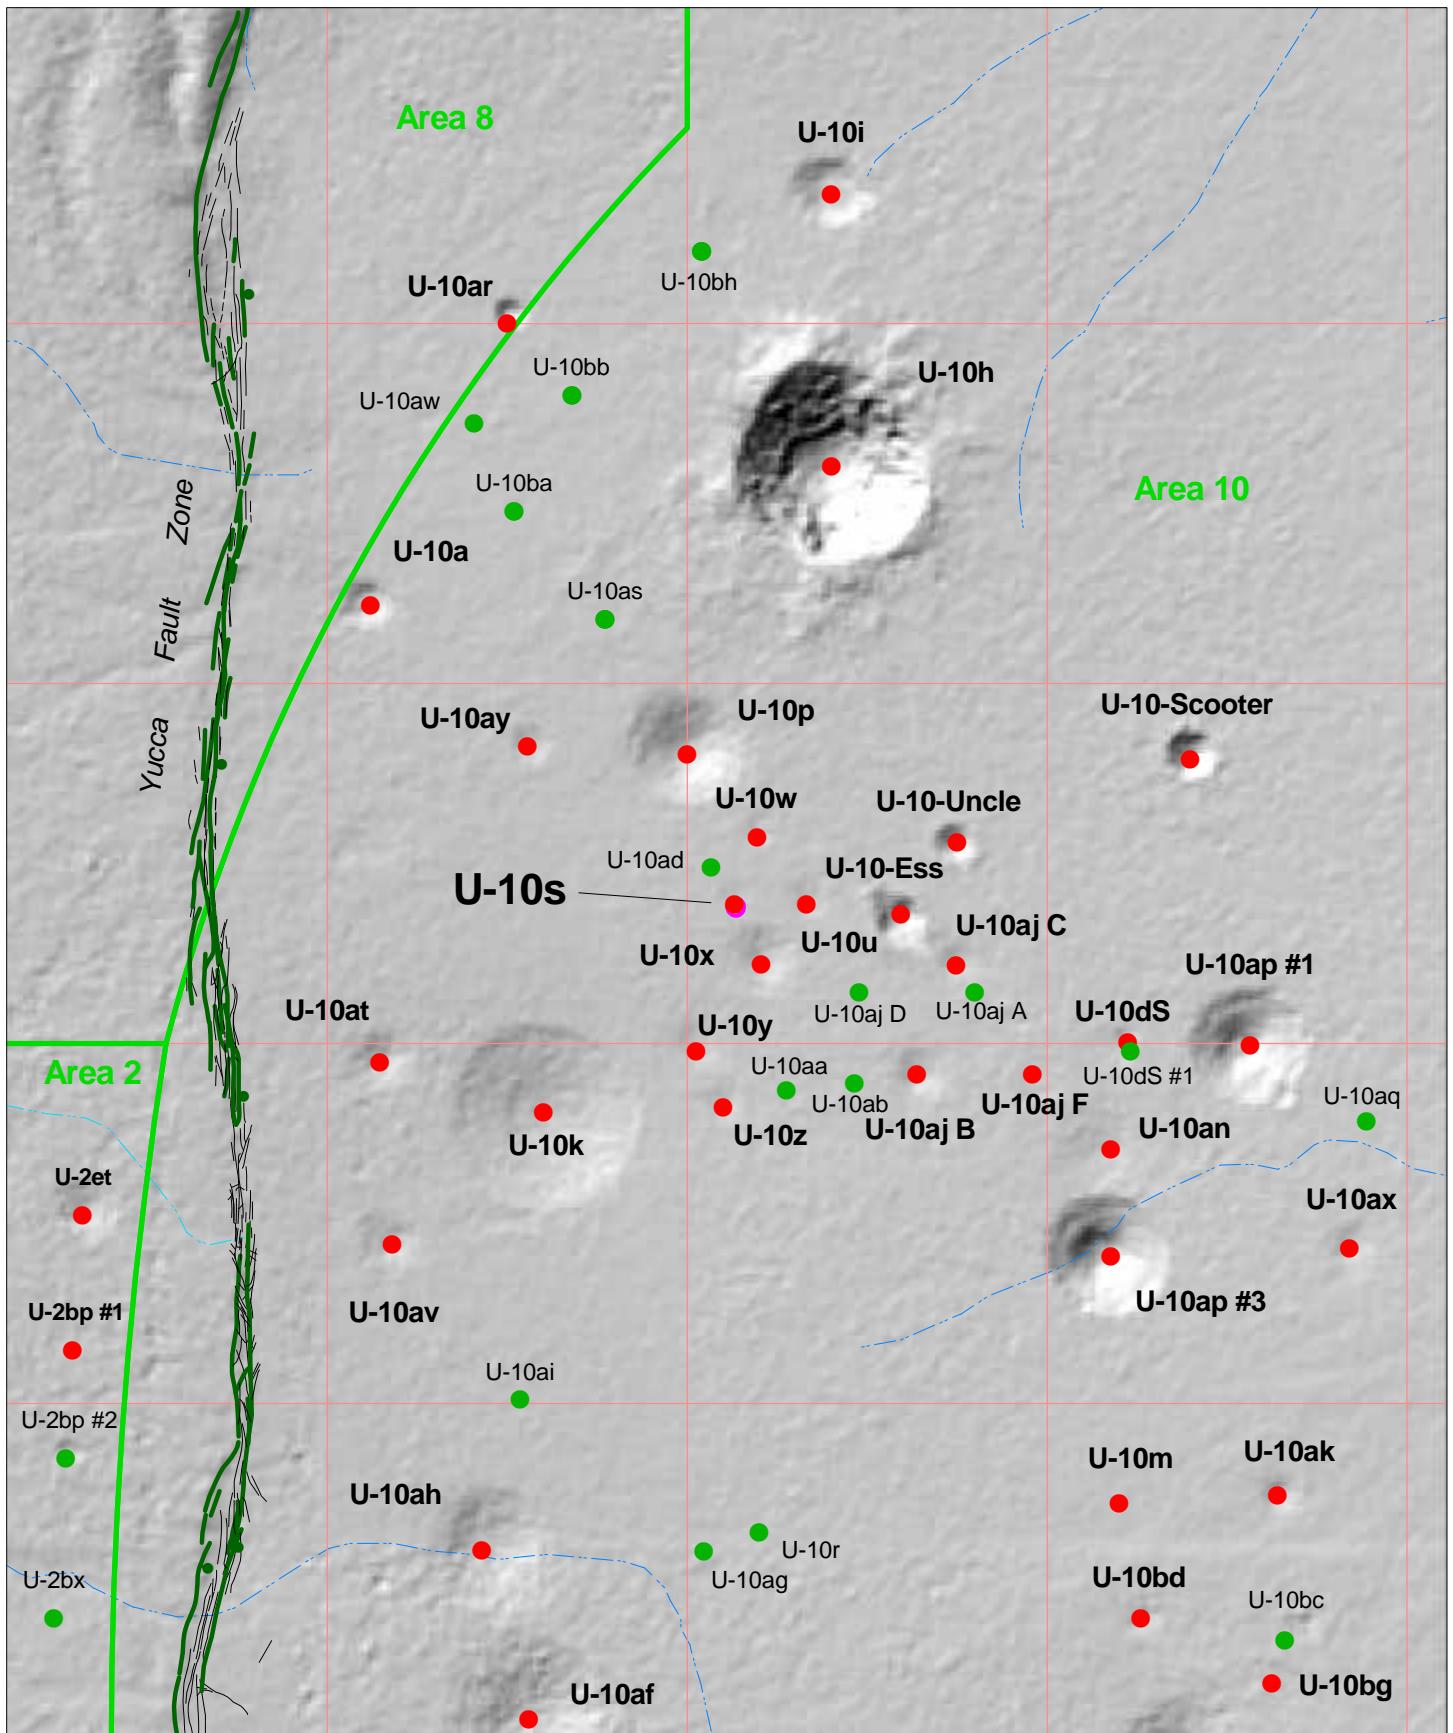 Area 8
U-10i
U-10bh
U-10ar
U-10bb
U-10h
U-10aw
Area 10
U-10ba
U-10a
U-10as
Yucca Fault Zone
U-10ay
U-10p
U-10-Scooter
U-10w
U-10-Uncle
U-10ad
U-10-Ess
U-10s
U-10x
U-10u
U-10aj C
U-10ap #1
U-10at
U-10aj D
U-10aj A
U-10dS
U-10y
Area 2
U-10aa
U-10dS #1
U-10ab
U-10aj F
U-10aq
U-10z
U-10aj B
U-10an
U-10k
U-2et
U-10ax
U-2bp #1
U-10av
U-10ap #3
U-10ai
U-2bp #2
U-10m
U-10ak
U-10ah
U-10r
U-10ag
U-2bx
U-10bd
U-10bc
U-10af
U-10bg